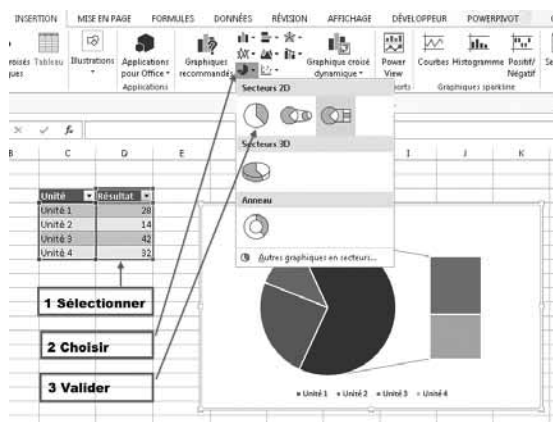 INSERTION MISE EN PAGE FORMULES DONNÉES RÉVISION AFFICHAGE DÉVELOPPEUR POWERPIVOT
Tableau Illustrations Applications pour Office Graphiques recommandés Graphique croisé dynamique Power View Courbes Histogramme Positif/ Négatif
Applications Graphiques sparkline
Secteurs 2D
Secteurs 3D
Anneau
Autres graphiques en secteurs...
fx
C D E I J K
Unité Résultat
Unité 1 28
Unité 2 14
Unité 3 42
Unité 4 32
1 Sélectionner
2 Choisir
3 Valider
Unité 1 Unité 2 Unité 3 Unité 4